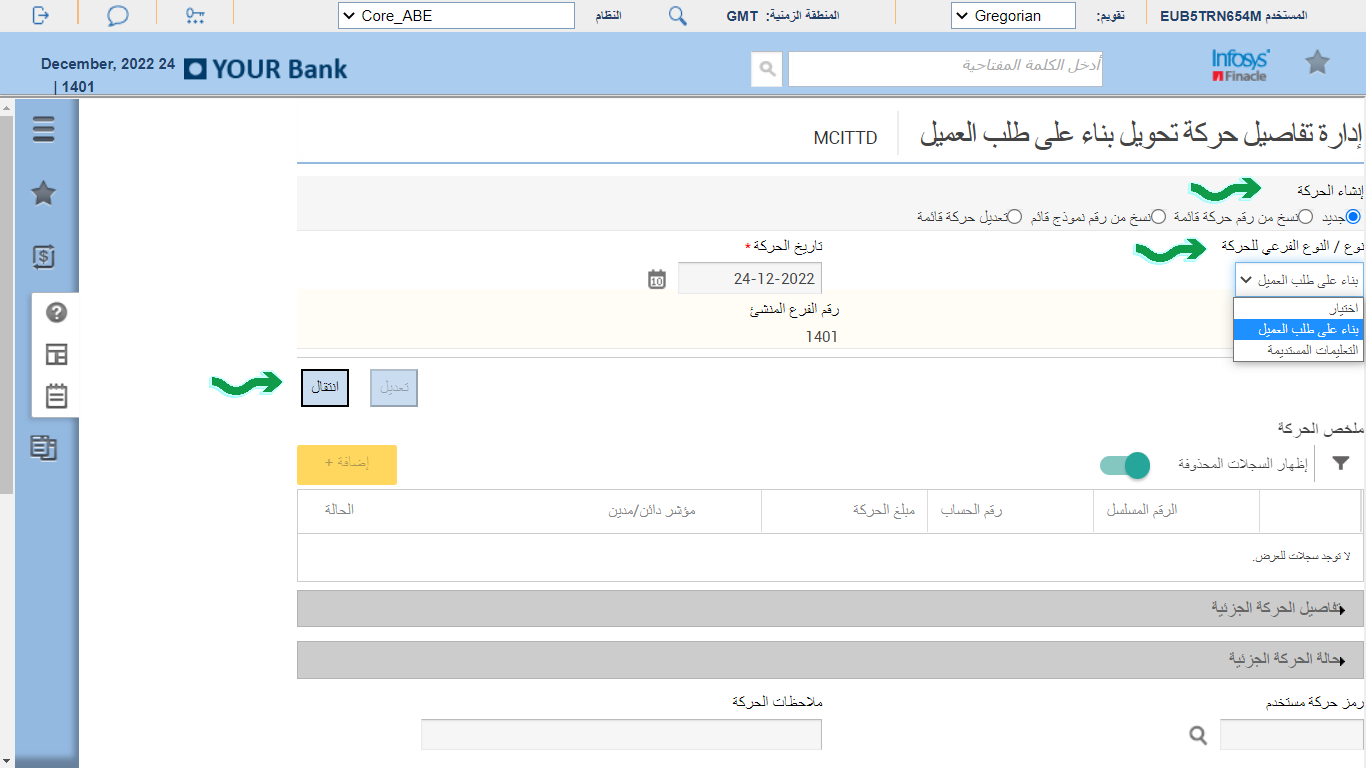 المستخدم EUB5TRN654M
تقويم: Gregorian
المنطقة الزمنية: GMT
النظام Core_ABE
Infosys
Finacle
أدخل الكلمة المفتاحية
YOUR Bank
December, 2022 24
| 1401
إدارة تفاصيل حركة تحويل بناء على طلب العميل MCITTD
إنشاء الحركة
جديد نسخ من رقم حركة قائمة نسخ من رقم نموذج قائم تعديل حركة قائمة
نوع / النوع الفرعي للحركة
بناء على طلب العميل
اختيار
بناء على طلب العميل
التعليمات المستديمة
تاريخ الحركة *
24-12-2022
10
رقم الفرع المنشئ
1401
تعديل انتقال
ملخص الحركة
إظهار السجلات المحذوفة
إضافة +
الرقم المسلسل رقم الحساب مبلغ الحركة مؤشر دائن/مدين الحالة
لا توجد سجلات للعرض.
تفاصيل الحركة الجزئية
حالة الحركة الجزئية
رمز حركة مستخدم ملاحظات الحركة